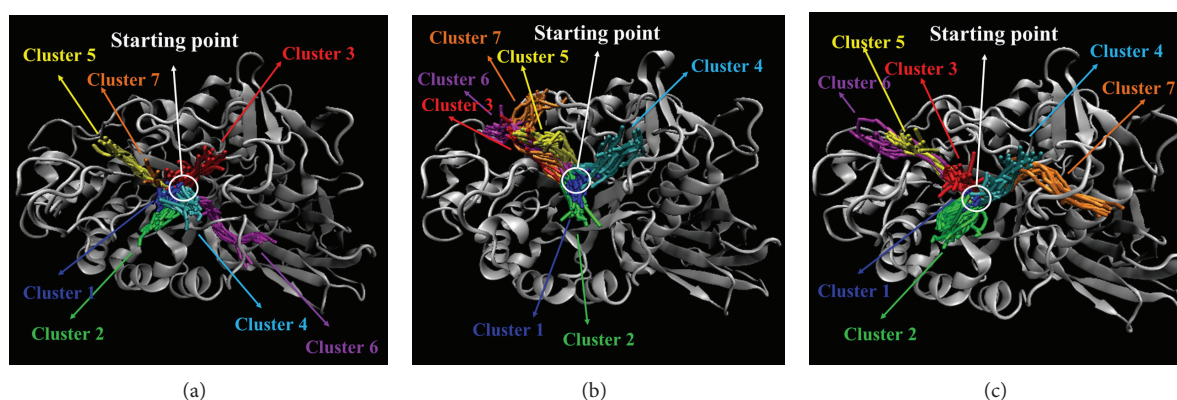 Starting point
Cluster 5
Cluster 3
Cluster 7
Cluster 1
Cluster 2
Cluster 4
Cluster 6
(a)
Starting point
Cluster 7
Cluster 5
Cluster 4
Cluster 6
Cluster 3
Cluster 1
Cluster 2
(b)
Starting point
Cluster 5
Cluster 4
Cluster 3
Cluster 6
Cluster 7
Cluster 1
Cluster 2
(c)